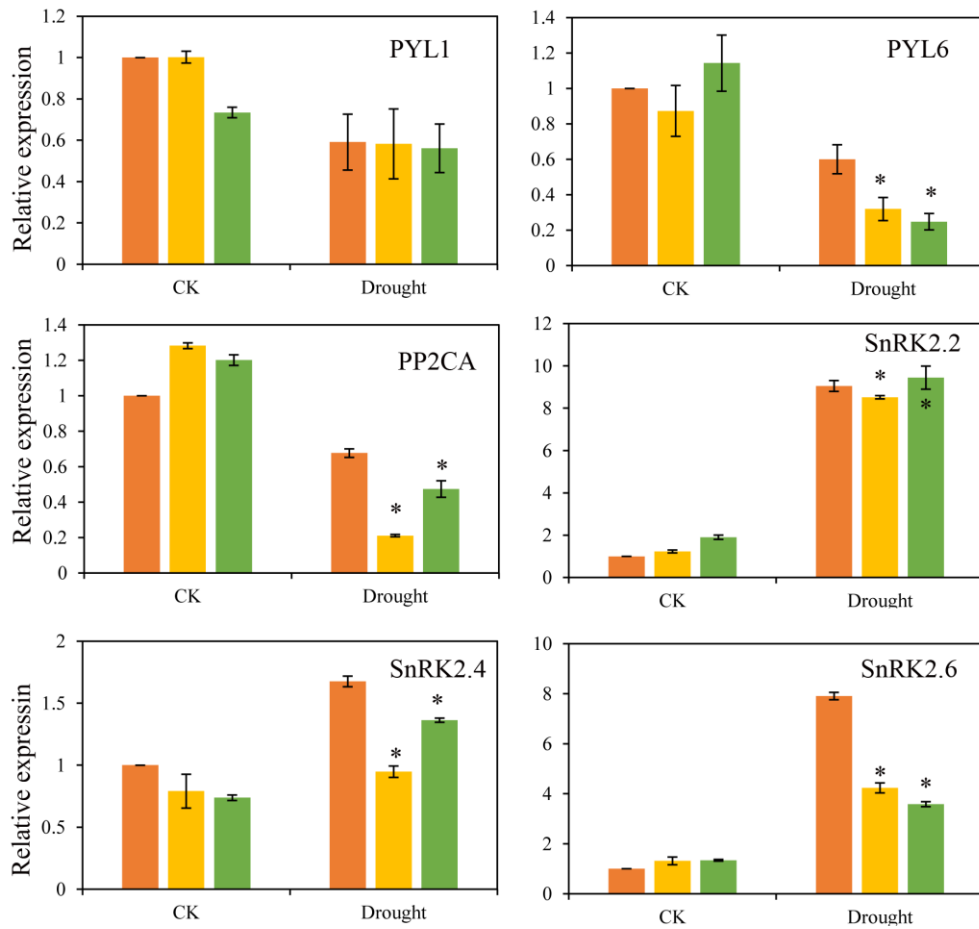 PYL1
Relative expression
1.2
1
0.8
0.6
0.4
0.2
0
CK
Drought
PYL6
1.4
1.2
1
0.8
0.6
0.4
0.2
0
*
*
CK
Drought
PP2CA
Relative expression
1.4
1.2
1
0.8
0.6
0.4
0.2
0
*
*
CK
Drought
SnRK2.2
12
10
8
6
4
2
0
*
*
CK
Drought
SnRK2.4
Relative expressin
2
1.5
1
0.5
0
*
*
CK
Drought
SnRK2.6
10
8
6
4
2
0
*
*
CK
Drought